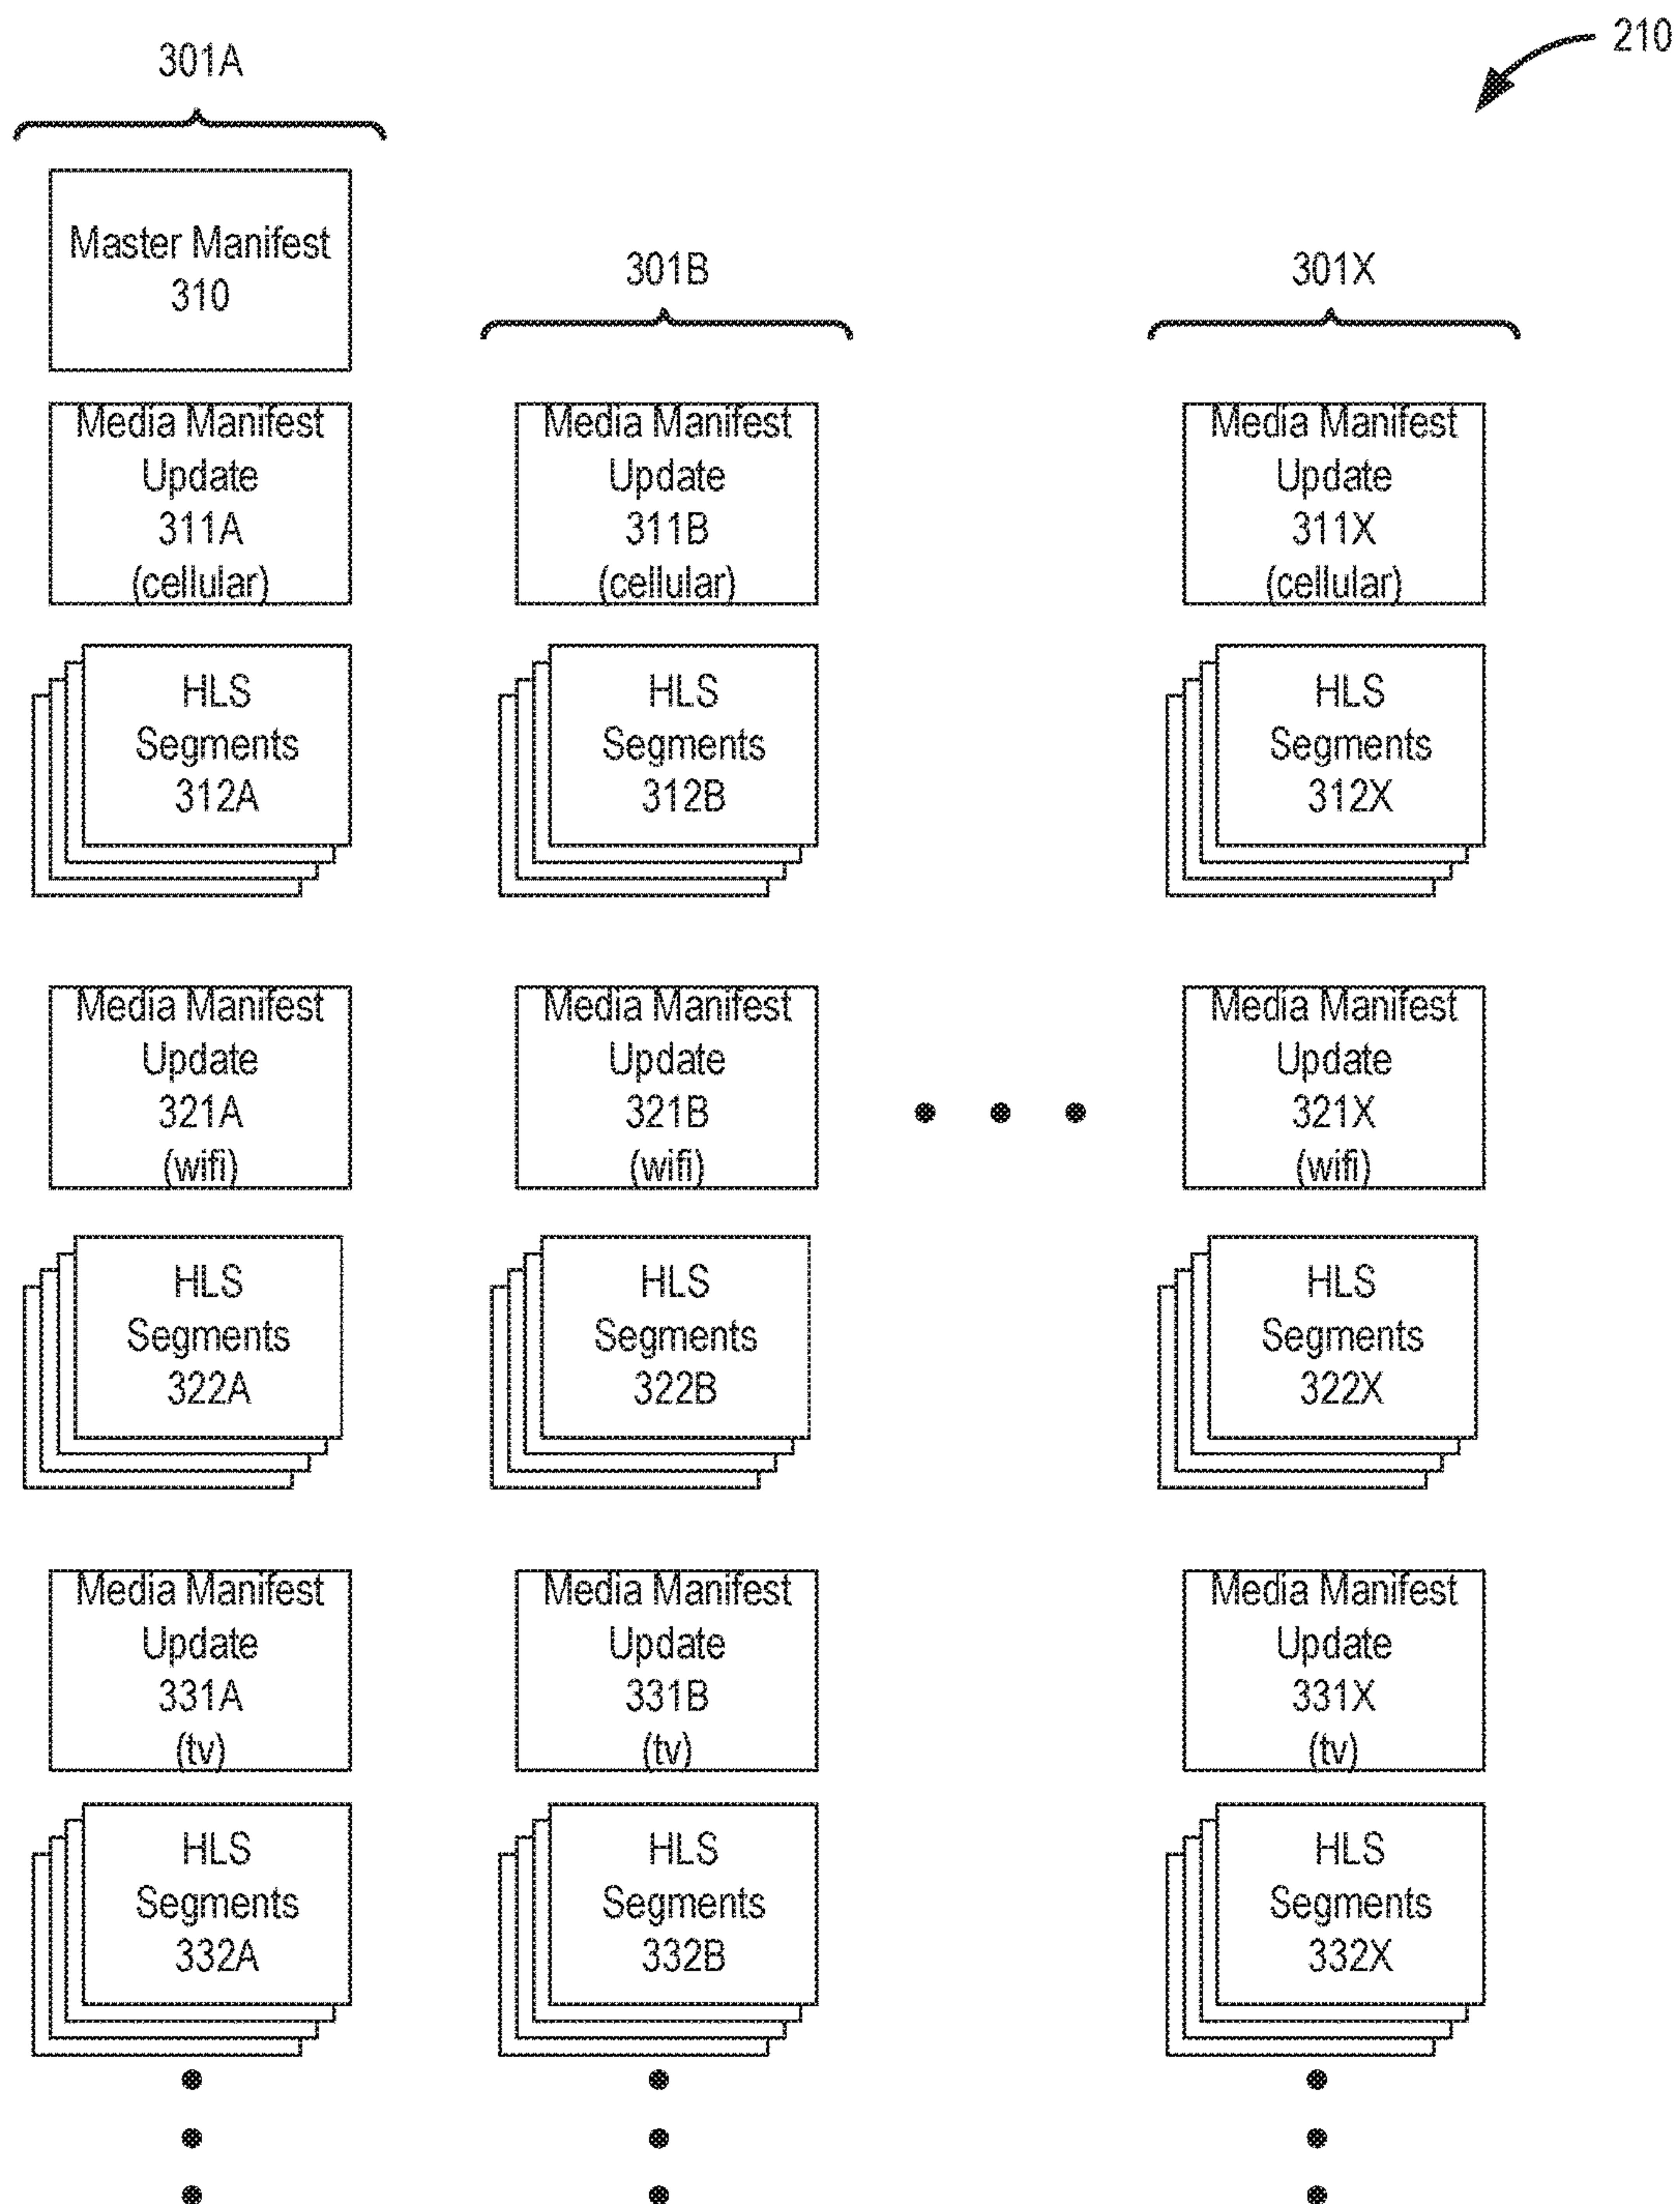 210
301A
Master Manifest
310
301B
301X
Media Manifest
Update
311A
(cellular)
Media Manifest
Update
311B
(cellular)
Media Manifest
Update
311X
(cellular)
HLS
Segments
312A
HLS
Segments
312B
HLS
Segments
312X
Media Manifest
Update
321A
(wifi)
Media Manifest
Update
321B
(wifi)
Media Manifest
Update
321X
(wifi)
HLS
Segments
322A
HLS
Segments
322B
HLS
Segments
322X
Media Manifest
Update
331A
(tv)
Media Manifest
Update
331B
(tv)
Media Manifest
Update
331X
(tv)
HLS
Segments
332A
HLS
Segments
332B
HLS
Segments
332X